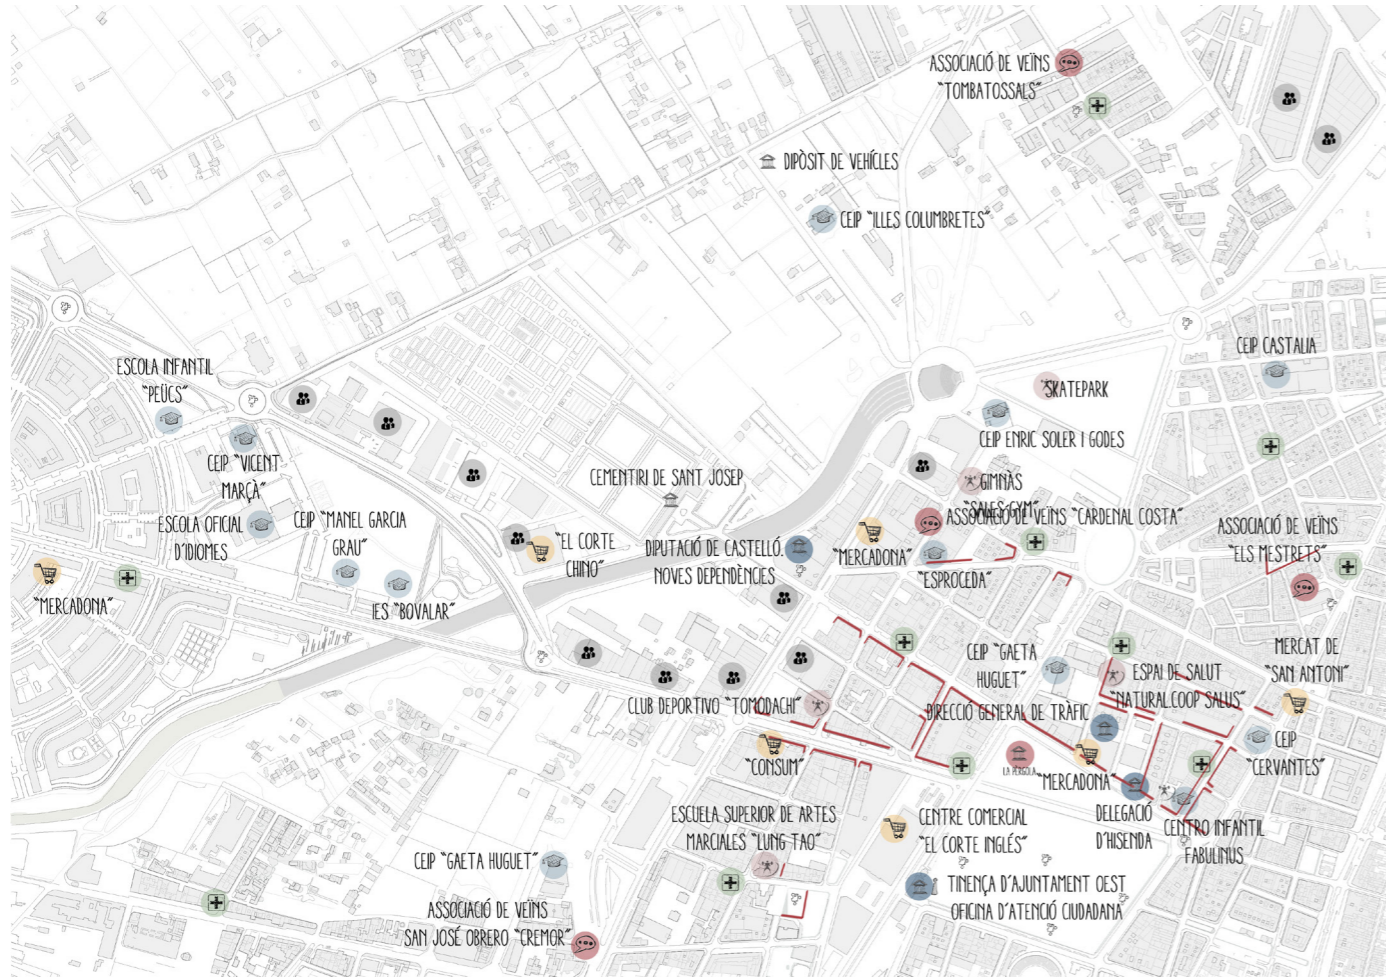 ASSOCIACIÓ DE VEÏNS
"TOMBATOSSALS"
DIPÒSIT DE VEHÍCLES
CEIP "ILLES COLUMBRETES"
CEIP CASTALIA
ESCOLA INFANTIL
"PEÜCS"
SKATEPARK
CEIP ENRIC SOLER I GODES
CEIP "VICENT
MARÇÀ"
CEMENTIRI DE SANT JOSEP
GIMNÀS
"SALES GYM"
ASSOCIACIÓ DE VEÏNS "CARDENAL COSTA"
ESCOLA OFICIAL
D'IDIOMES
CEIP "MANEL GARCIA
GRAU"
"EL CORTE
CHINO"
DIPUTACIÓ DE CASTELLÓ.
NOVES DEPENDÈNCIES
"MERCADONA"
"ESPROCEDA"
ASSOCIACIÓ DE VEÏNS
"ELS MESTRETS"
"MERCADONA"
IES "BOVALAR"
CEIP "GAETA
HUGUET"
MERCAT DE
"SAN ANTONI"
ESPAI DE SALUT
"NATURAL.COOP SALUS"
CLUB DEPORTIVO "TOMODACHI"
DIRECCIÓ GENERAL DE TRÀFIC
CEIP
"CERVANTES"
"CONSUM"
LA PÈRGOLA
"MERCADONA"
ESCUELA SUPERIOR DE ARTES
MARCIALES "LUNG TAO"
CENTRE COMERCIAL
"EL CORTE INGLÉS"
DELEGACIÓ
D'HISENDA
CENTRO INFANTIL
FABULINUS
CEIP "GAETA HUGUET"
TINENÇA D'AJUNTAMENT OEST
OFICINA D'ATENCIÓ CIUDADANA
ASSOCIACIÓ DE VEÏNS
SAN JOSÉ OBRERO "CREMOR"